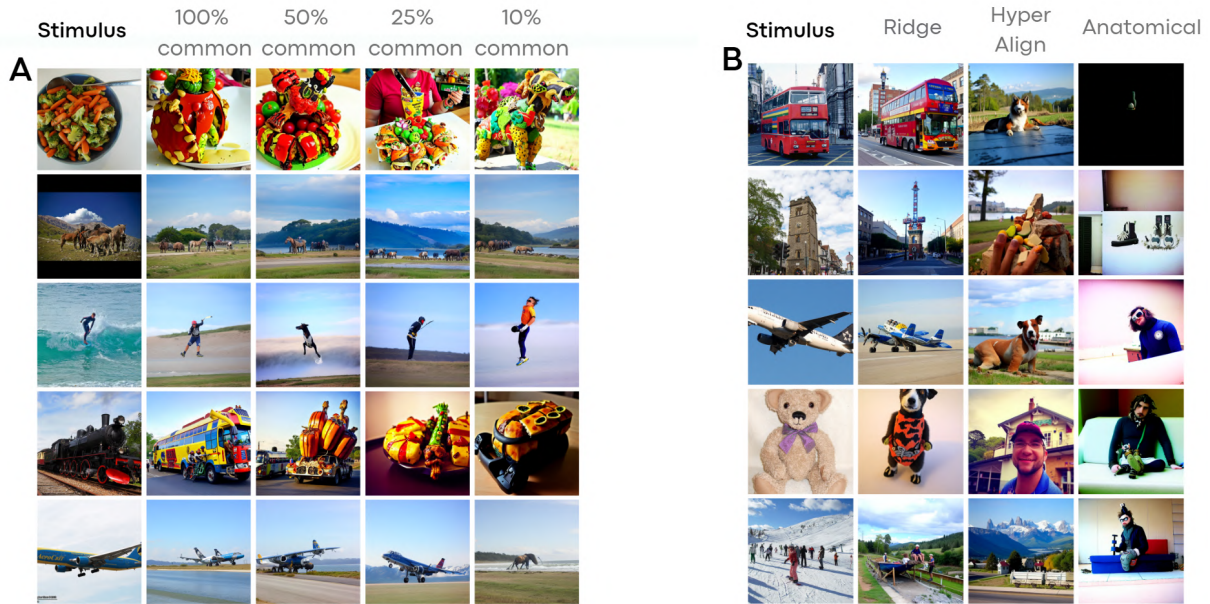 Stimulus 100% common 50% common 25% common 10% common
A
Stimulus Ridge Hyper Align Anatomical
B